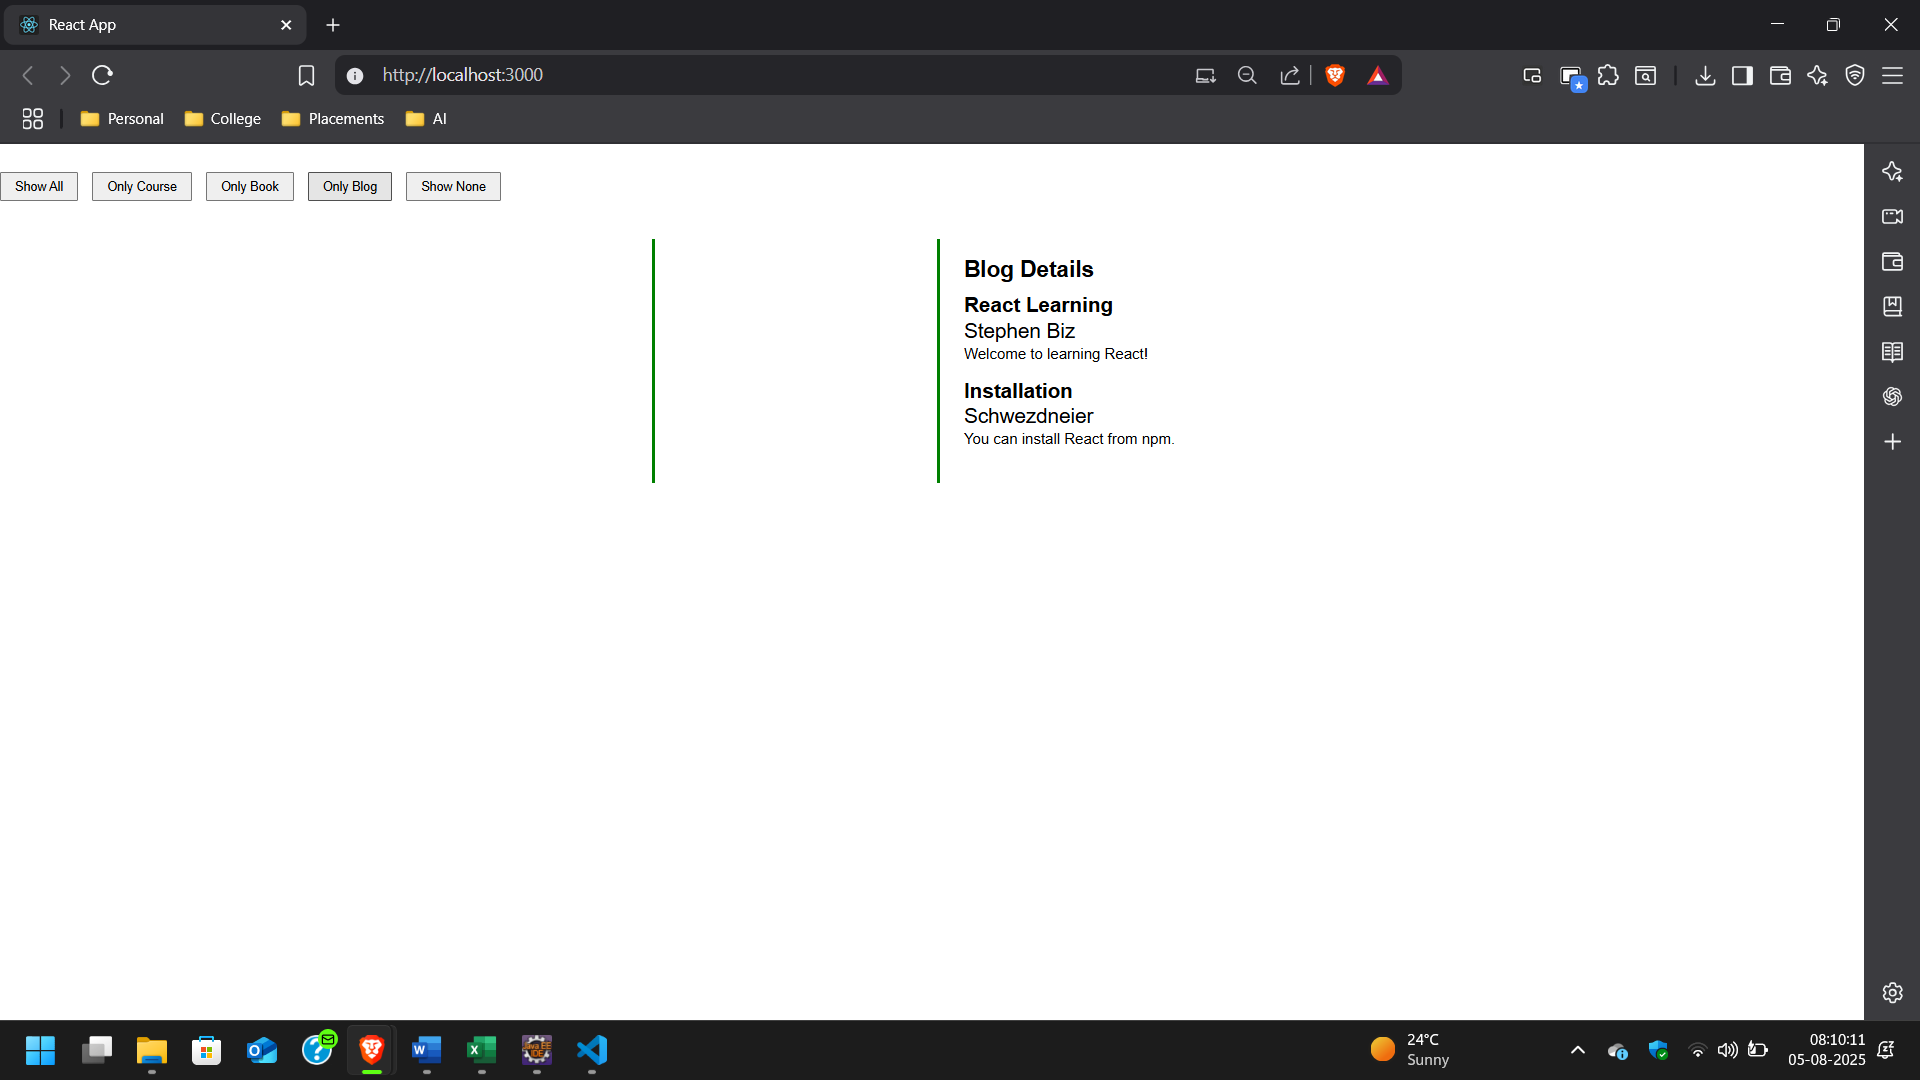 React App
http://localhost:3000
Personal
College
Placements
AI
Show All
Only Course
Only Book
Only Blog
Show None
Blog Details
React Learning
Stephen Biz
Welcome to learning React!
Installation
Schwezdneier
You can install React from npm.
24°C
Sunny
08:10:11
05-08-2025